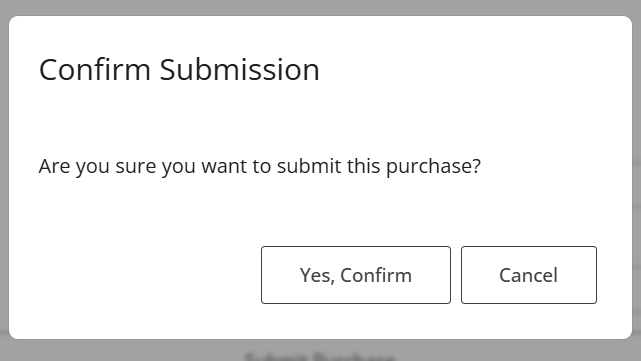 Confirm Submission
Are you sure you want to submit this purchase?
Yes, Confirm
Cancel
Submit Purchase